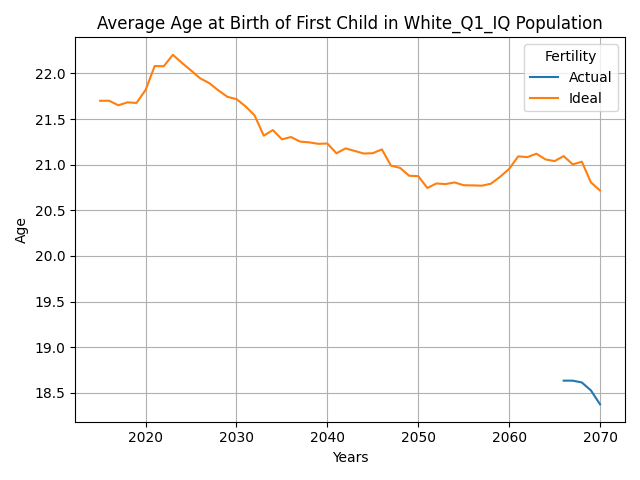 Average Age at Birth of First Child in White_Q1_IQ Population
Fertility
Actual
Ideal
22.0
21.5
21.0
20.5
20.0
19.5
19.0
18.5
Age
2020 2030 2040 2050 2060 2070
Years